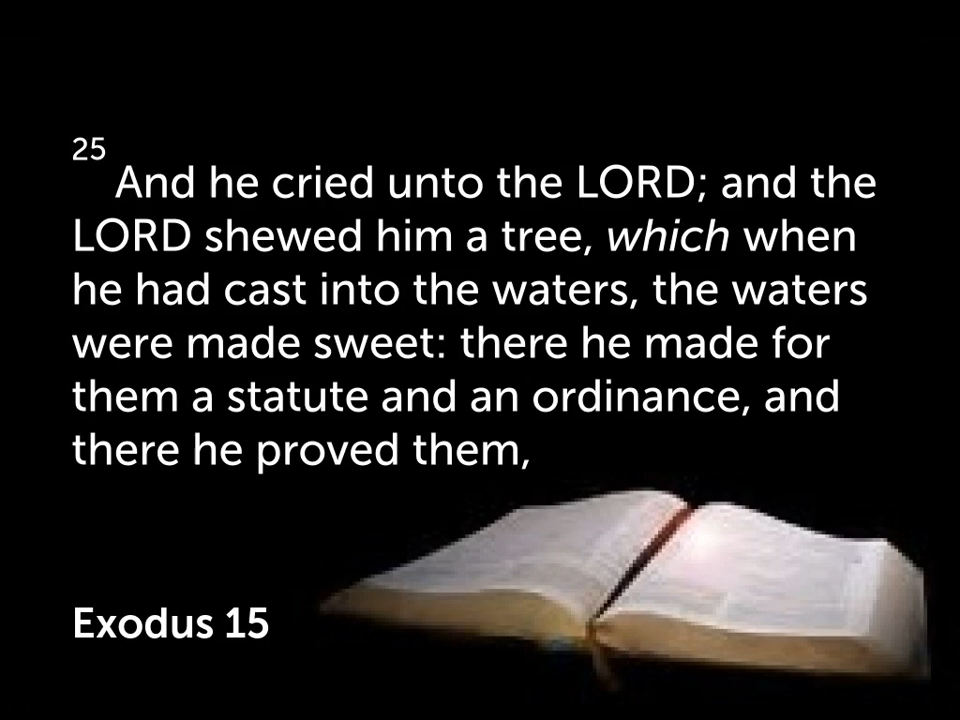 25
And he cried unto the LORD; and the
LORD shewed him a tree, which when
he had cast into the waters, the waters
were made sweet: there he made for
them a statute and an ordinance, and
there he proved them,
Exodus 15